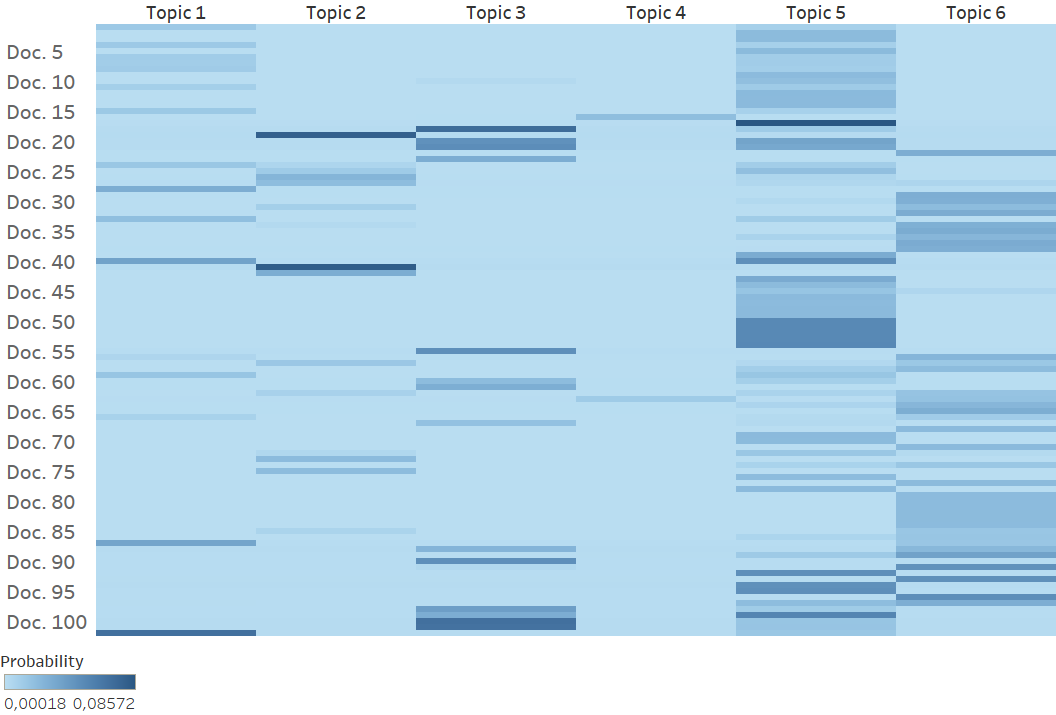 Topic 1 Topic 2 Topic 3 Topic 4 Topic 5 Topic 6
Doc. 5
Doc. 10
Doc. 15
Doc. 20
Doc. 25
Doc. 30
Doc. 35
Doc. 40
Doc. 45
Doc. 50
Doc. 55
Doc. 60
Doc. 65
Doc. 70
Doc. 75
Doc. 80
Doc. 85
Doc. 90
Doc. 95
Doc. 100
Probability
0,00018 0,08572